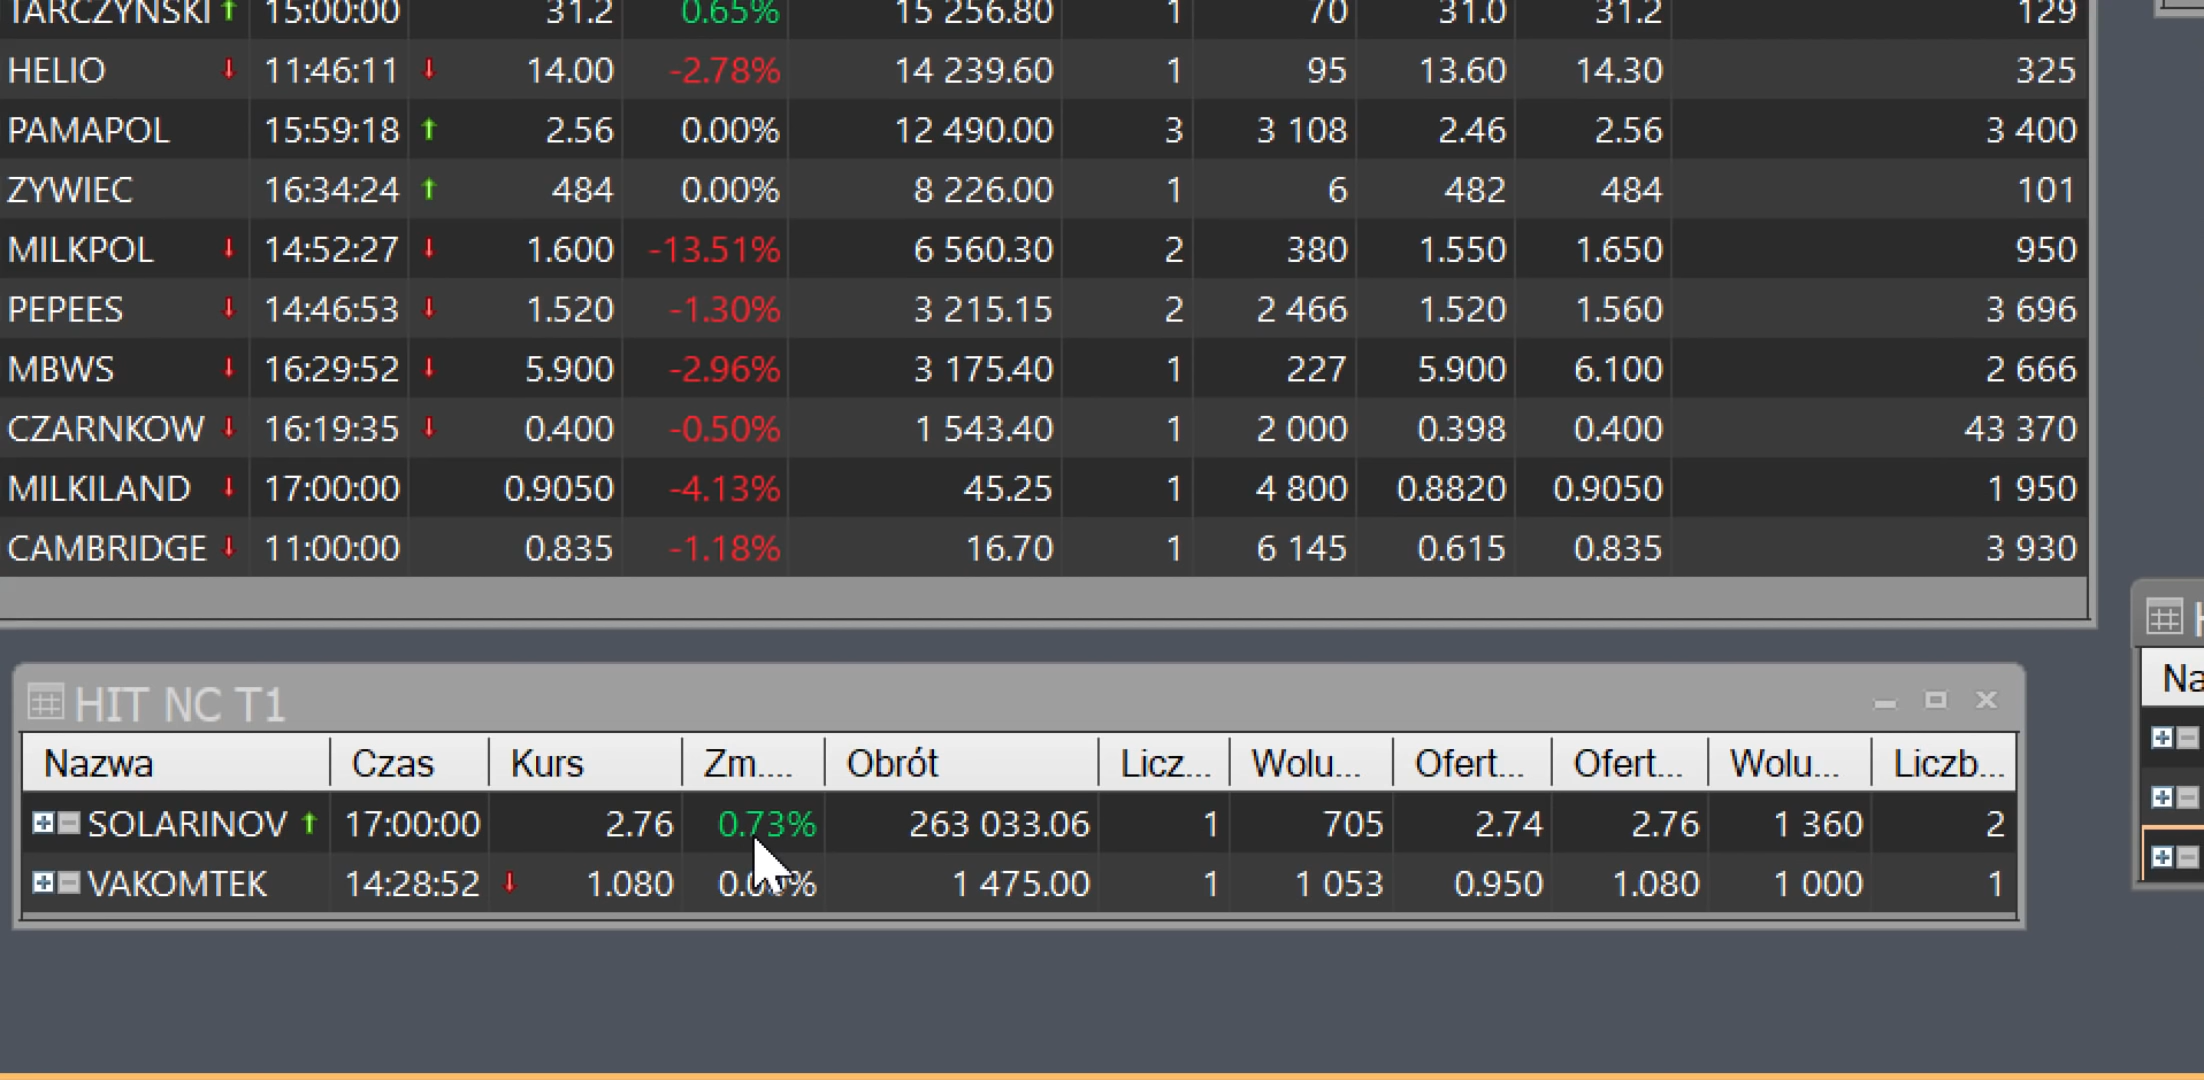 TARCZYNSKI 15:00:00 31.2 0.65% 15 256.80 1 70 31.0 31.2 129
HELIO 11:46:11 14.00 -2.78% 14 239.60 1 95 13.60 14.30 325
PAMAPOL 15:59:18 2.56 0.00% 12 490.00 3 3 108 2.46 2.56 3 400
ZYWIEC 16:34:24 484 0.00% 8 226.00 1 6 482 484 101
MILKPOL 14:52:27 1.600 -13.51% 6 560.30 2 380 1.550 1.650 950
PEPEES 14:46:53 1.520 -1.30% 3 215.15 2 2 466 1.520 1.560 3 696
MBWS 16:29:52 5.900 -2.96% 3 175.40 1 227 5.900 6.100 2 666
CZARNKOW 16:19:35 0.400 -0.50% 1 543.40 1 2 000 0.398 0.400 43 370
MILKILAND 17:00:00 0.9050 -4.13% 45.25 1 4 800 0.8820 0.9050 1 950
CAMBRIDGE 11:00:00 0.835 -1.18% 16.70 1 6 145 0.615 0.835 3 930
HIT NC T1
Nazwa Czas Kurs Zm.... Obrót Licz... Wolu... Ofert... Ofert... Wolu... Liczb...
SOLARINOV 17:00:00 2.76 0.73% 263 033.06 1 705 2.74 2.76 1 360 2
VAKOMTEK 14:28:52 1.080 1 475.00 1 1 053 0.950 1.080 1 000 1